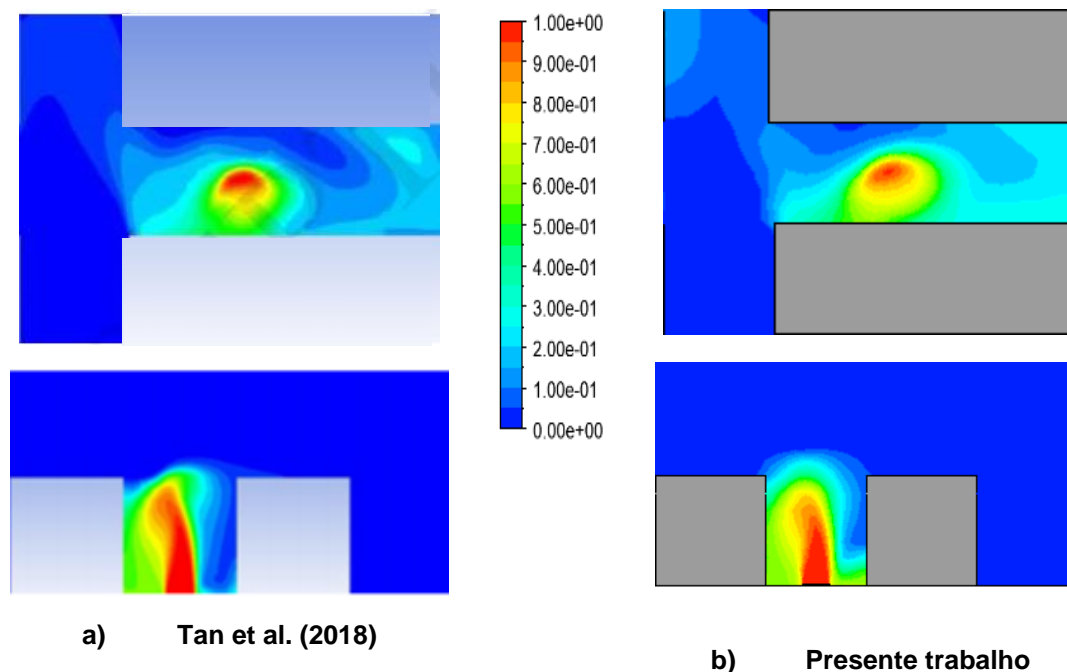 1.00e+00
9.00e-01
8.00e-01
7.00e-01
6.00e-01
5.00e-01
4.00e-01
3.00e-01
2.00e-01
1.00e-01
0.00e+00
a) Tan et al. (2018)
b) Presente trabalho